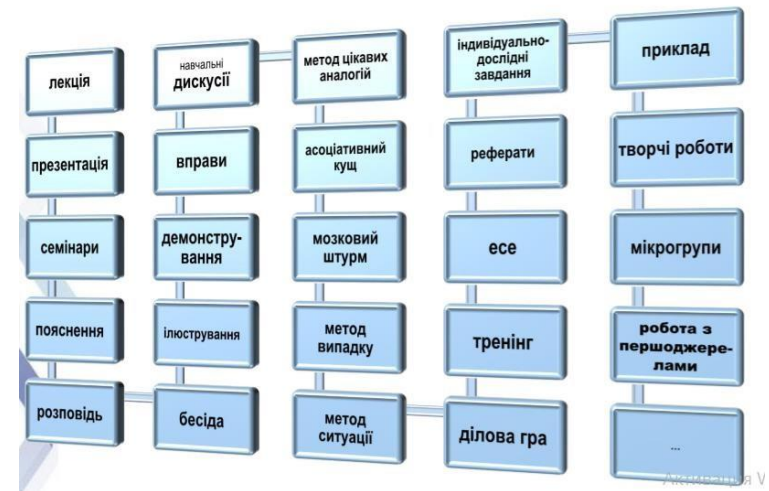 лекція
презентація
семінари
пояснення
розповідь
бесіда
ілюстрування
демонстру-
вання
вправи
навчальні
дискусії
метод цікавих
аналогій
асоціативний
кущ
мозковий
штурм
метод
випадку
метод
ситуації
ділова гра
тренінг
есе
реферати
індивідуально-
дослідні
завдання
приклад
творчі роботи
мікрогрупи
робота з
першоджере-
лами
...
Активация W